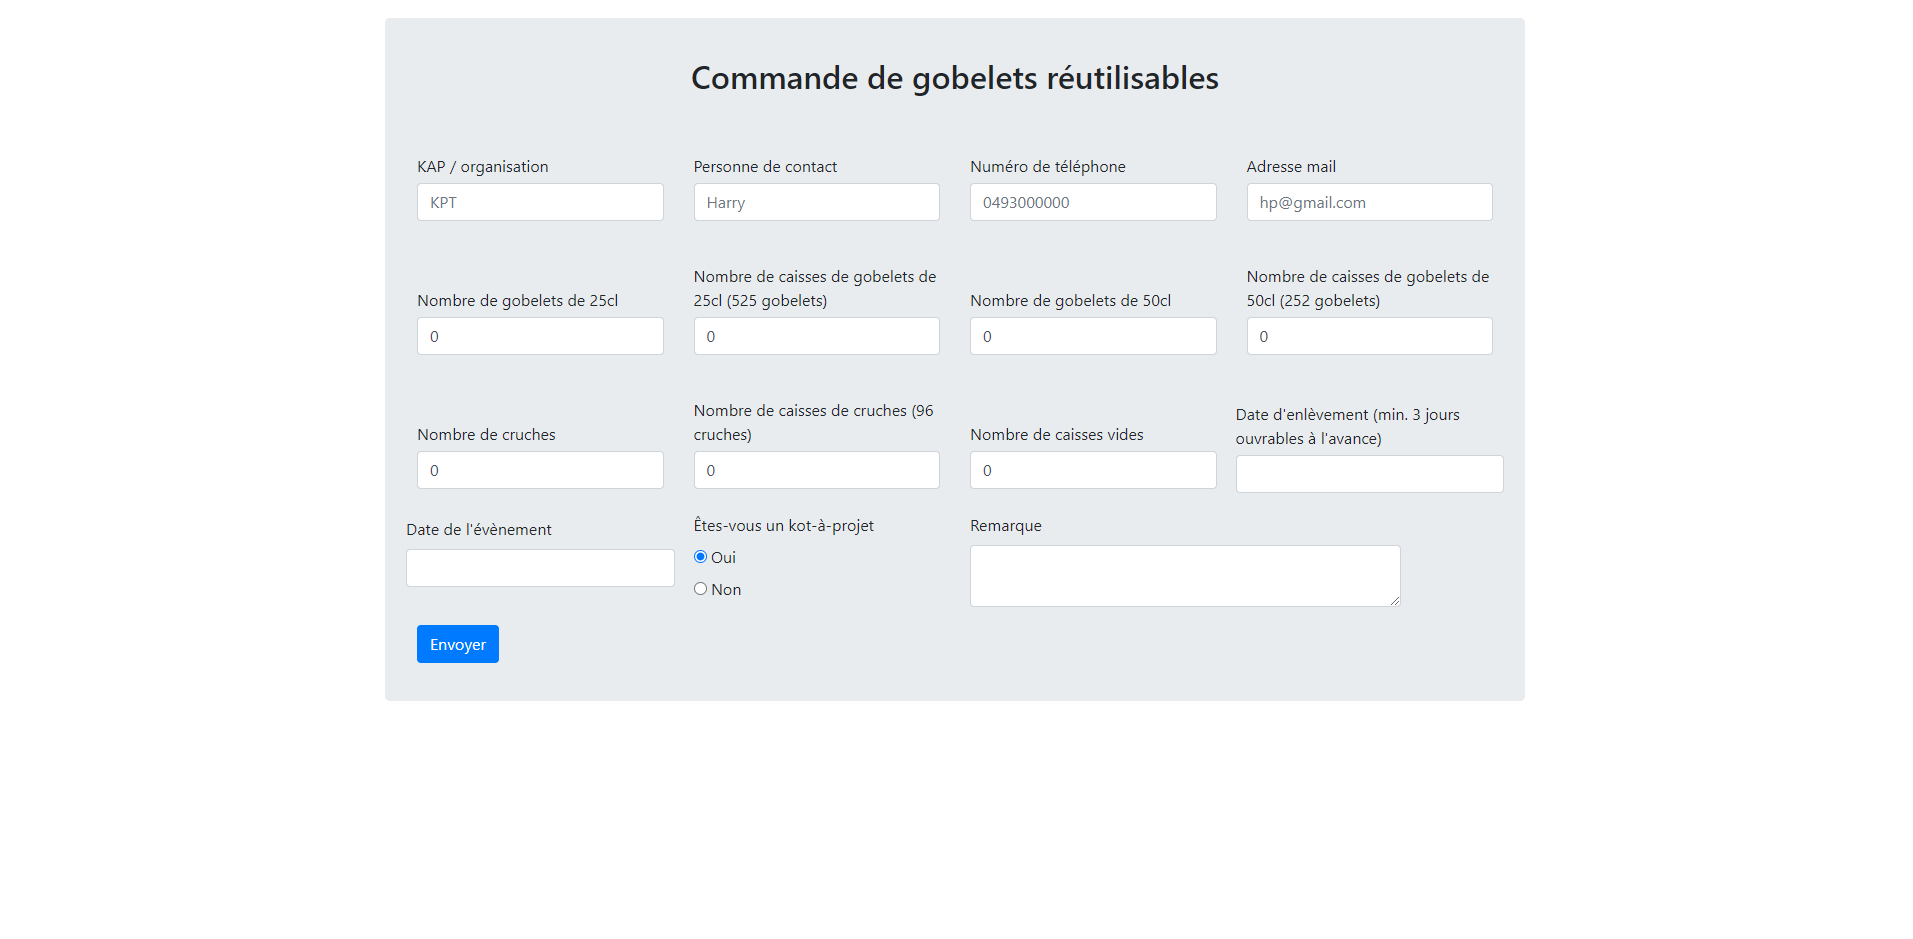 Commande de gobelets réutilisables
KAP / organisation
Personne de contact
Numéro de téléphone
Adresse mail
KPT
Harry
0493000000
hp@gmail.com
Nombre de gobelets de 25cl
Nombre de caisses de gobelets de
25cl (525 gobelets)
Nombre de gobelets de 50cl
Nombre de caisses de gobelets de
50cl (252 gobelets)
0
0
0
0
Nombre de cruches
Nombre de caisses de cruches (96
cruches)
Nombre de caisses vides
Date d'enlèvement (min. 3 jours
ouvrables à l'avance)
0
0
0
Date de l'évènement
Êtes-vous un kot-à-projet
Oui
Non
Remarque
Envoyer